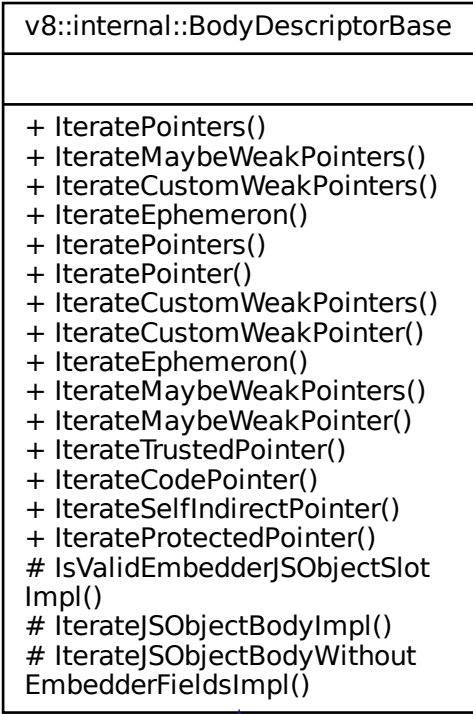 v8::internal::BodyDescriptorBase
+ IteratePointers()
+ IterateMaybeWeakPointers()
+ IterateCustomWeakPointers()
+ IterateEphemeron()
+ IteratePointers()
+ IteratePointer()
+ IterateCustomWeakPointers()
+ IterateCustomWeakPointer()
+ IterateEphemeron()
+ IterateMaybeWeakPointers()
+ IterateMaybeWeakPointer()
+ IterateTrustedPointer()
+ IterateCodePointer()
+ IterateSelfIndirectPointer()
+ IterateProtectedPointer()
# IsValidEmbedderJSObjectSlot
Impl()
# IterateJSObjectBodyImpl()
# IterateJSObjectBodyWithout
EmbedderFieldsImpl()